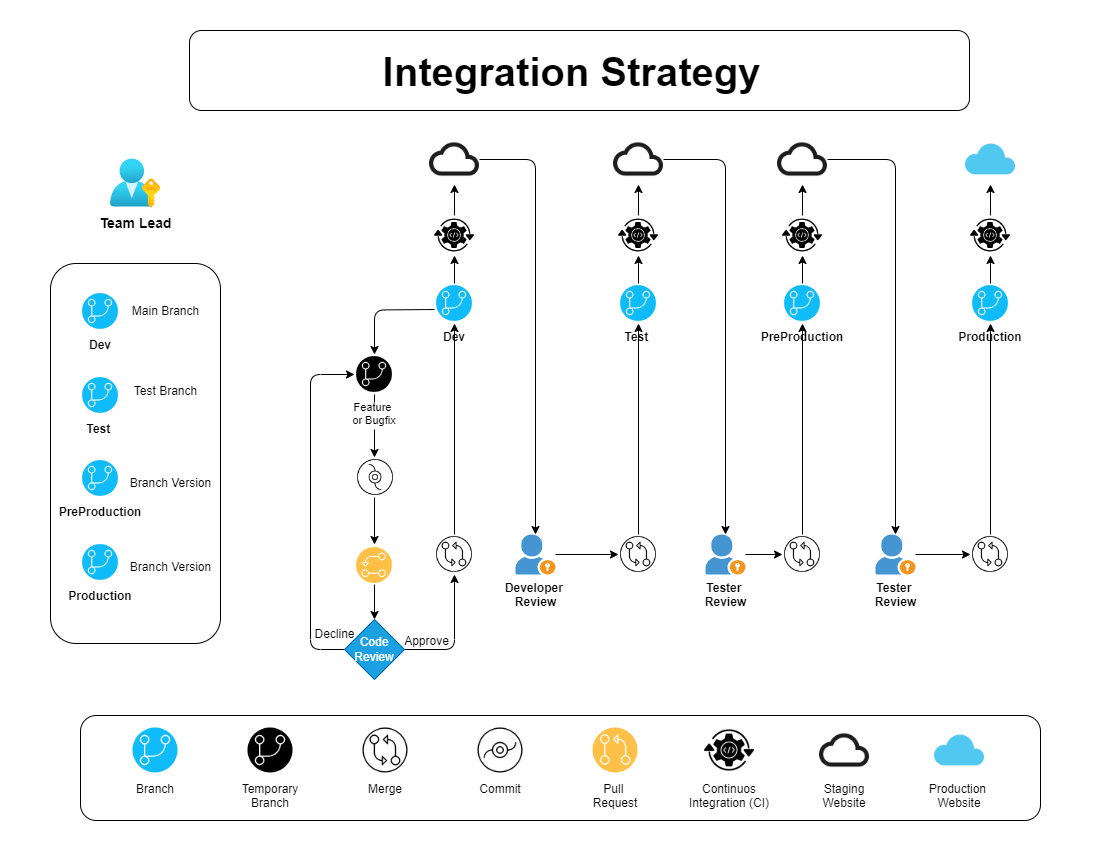 Integration Strategy
Team Lead
Main Branch
Dev
Test Branch
Test
Branch Version
PreProduction
Branch Version
Production
Dev
Test
PreProduction
Production
Feature
or Bugfix
Developer
Review
Tester
Review
Tester
Review
Decline
Code
Review
Approve
Branch
Temporary
Branch
Merge
Commit
Pull
Request
Continuos
Integration (CI)
Staging
Website
Production
Website